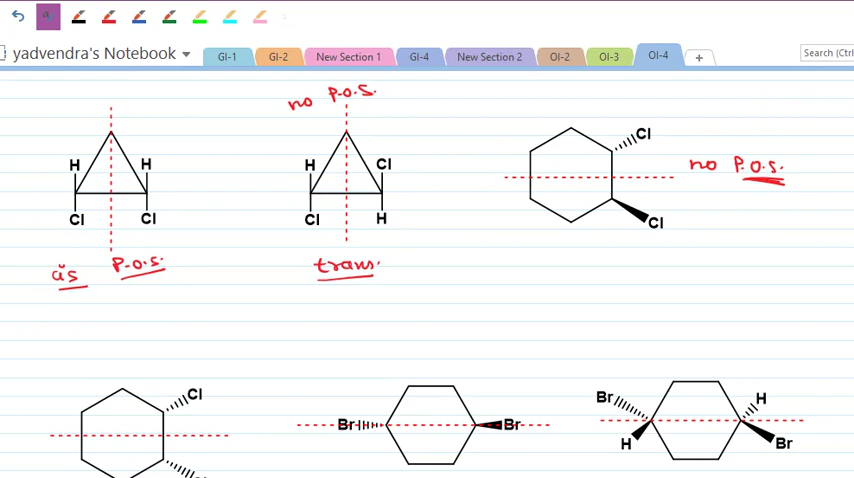 yadvendra's Notebook
GI-1
GI-2
New Section 1
GI-4
New Section 2
OI-2
OI-3
OI-4
+
Search (Ctrl
no P.O.S.
H H
Cl Cl
H Cl
Cl H
Cl
Cl
no P.O.S.
P.O.S.
trans.
Cl
Br Br
Br H
H Br